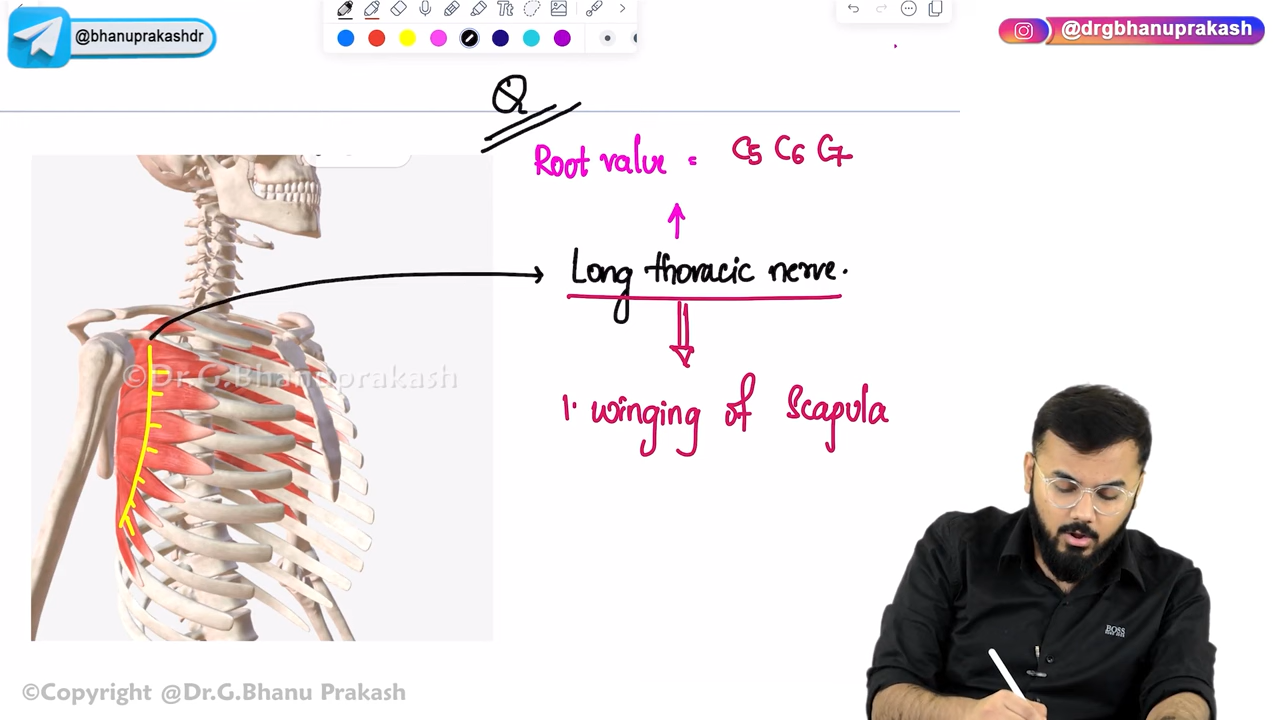 @bhanuprakashdr
Tt
@drgbhanuprakash
Q
Root value = C5 C6 C7
Long thoracic nerve.
©Dr.G.Bhanuprakash
1. Winging of Scapula
BOSS
©Copyright @Dr.G.Bhanu Prakash